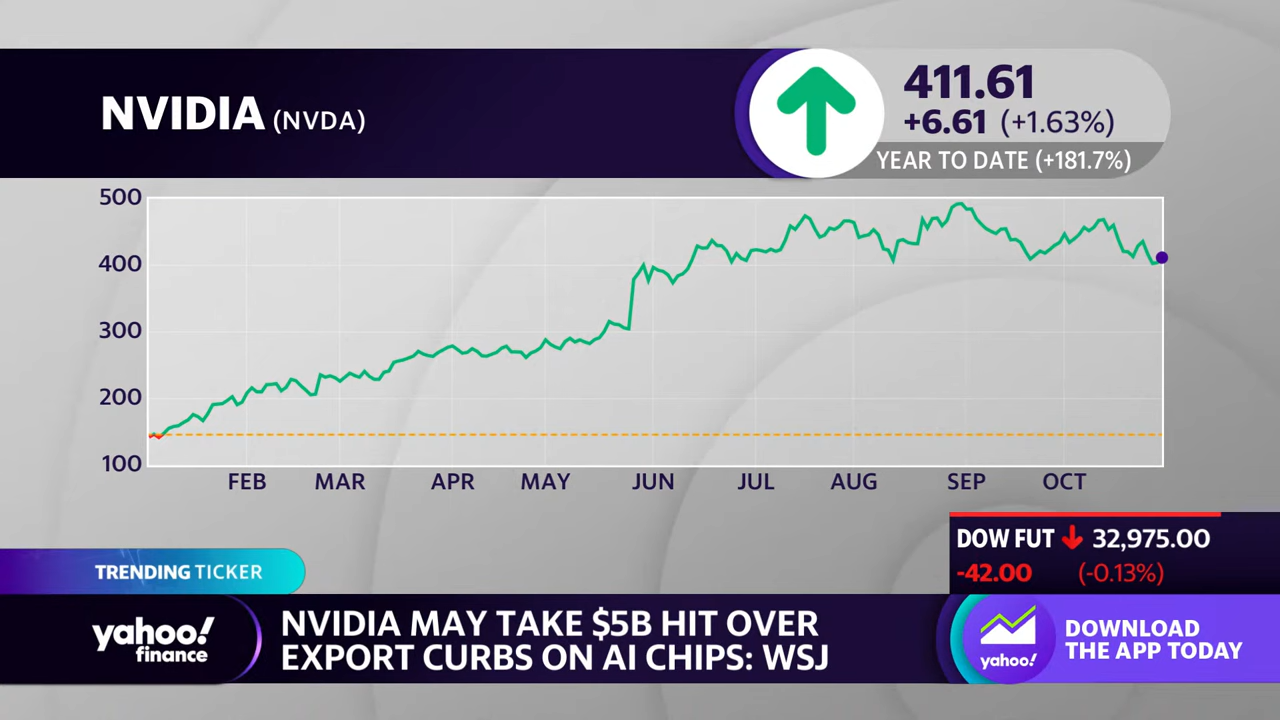 NVIDIA (NVDA)
411.61
+6.61 (+1.63%)
YEAR TO DATE (+181.7%)
500
400
300
200
100
FEB MAR APR MAY JUN JUL AUG SEP OCT
DOW FUT 32,975.00
-42.00 (-0.13%)
TRENDING TICKER
yahoo!
finance
NVIDIA MAY TAKE $5B HIT OVER
EXPORT CURBS ON AI CHIPS: WSJ
yahoo!
DOWNLOAD
THE APP TODAY